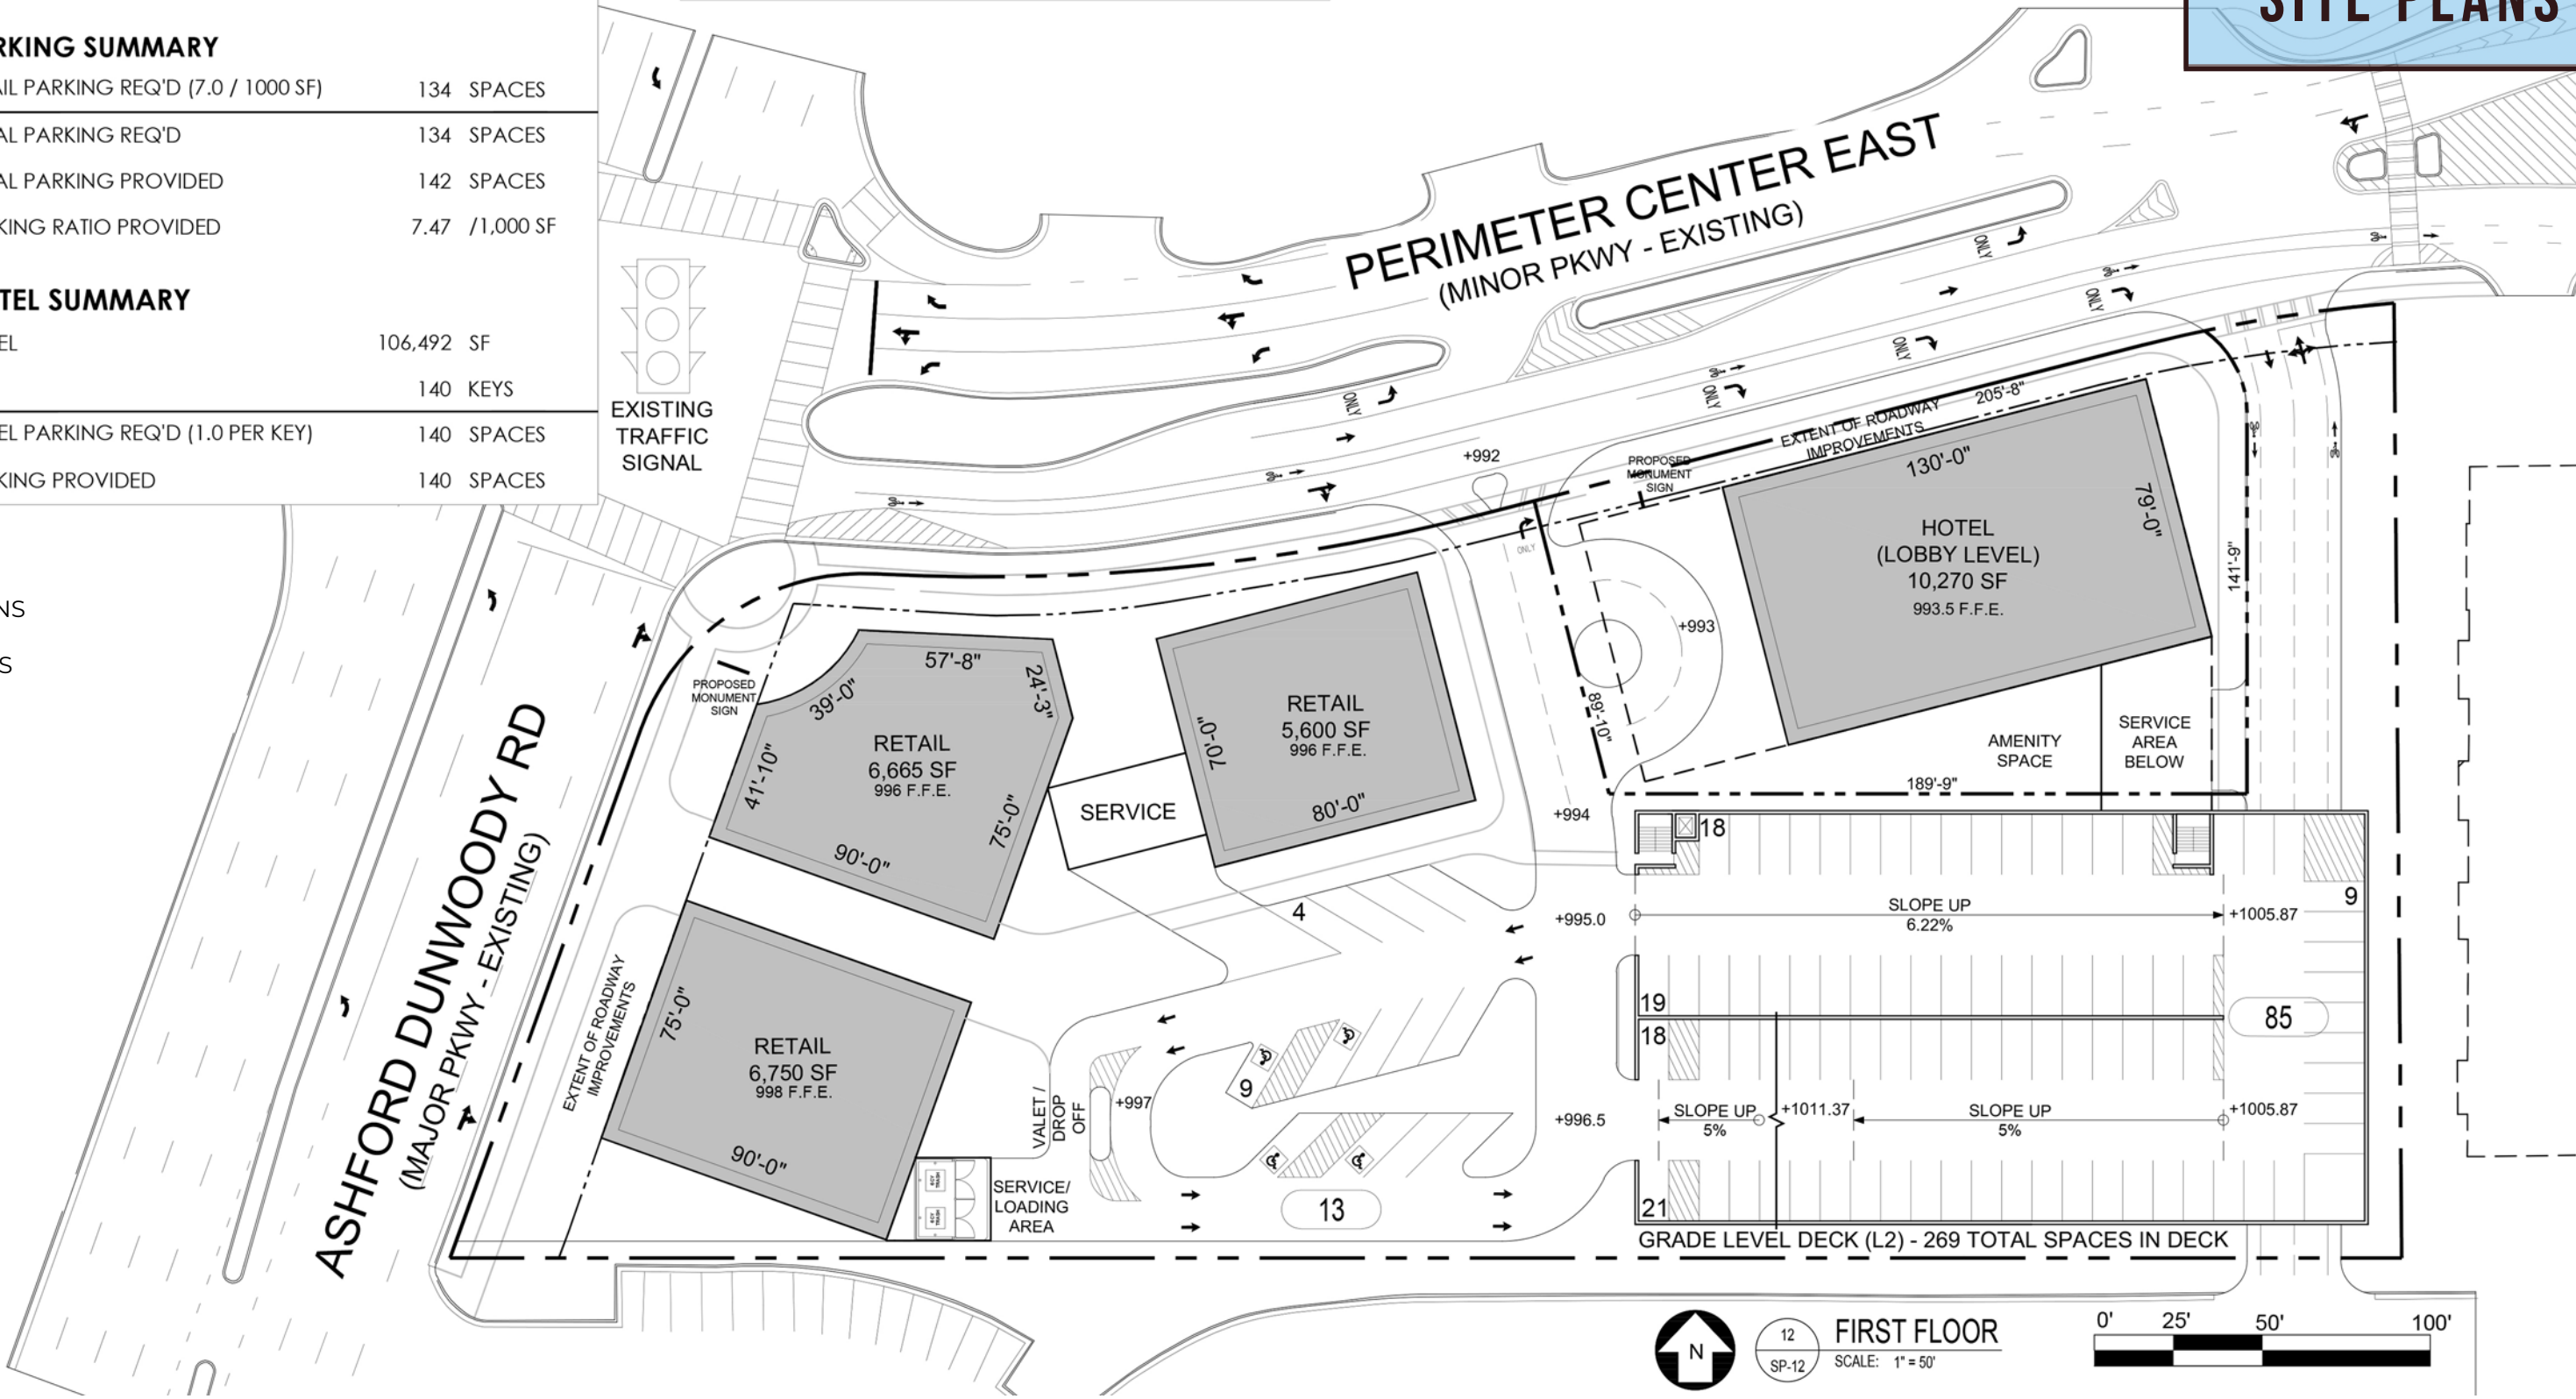 SITE PLANS
RKING SUMMARY
AIL PARKING REQ'D (7.0 / 1000 SF) 134 SPACES
AL PARKING REQ'D 134 SPACES
AL PARKING PROVIDED 142 SPACES
KING RATIO PROVIDED 7.47 /1,000 SF
TEL SUMMARY
EL 106,492 SF
140 KEYS
EL PARKING REQ'D (1.0 PER KEY) 140 SPACES
KING PROVIDED 140 SPACES
NS
S
EXISTING
TRAFFIC
SIGNAL
PERIMETER CENTER EAST
(MINOR PKWY - EXISTING)
ONLY
ONLY
ONLY
ONLY
ONLY
ONLY
+992
PROPOSED
MONUMENT
SIGN
EXTENT OF ROADWAY
IMPROVEMENTS
205'-8"
130'-0"
79'-0"
HOTEL
(LOBBY LEVEL)
10,270 SF
993.5 F.F.E.
141'-9"
+993
89'-10"
AMENITY
SPACE
SERVICE
AREA
BELOW
189'-9"
+994
PROPOSED
MONUMENT
SIGN
57'-8"
39'-0"
24'-3"
RETAIL
6,665 SF
996 F.F.E.
41'-10"
75'-0"
90'-0"
SERVICE
RETAIL
5,600 SF
996 F.F.E.
70'-0"
80'-0"
4
ASHFORD DUNWOODY RD
(MAJOR PKWY - EXISTING)
EXTENT OF ROADWAY
IMPROVEMENTS
75'-0"
RETAIL
6,750 SF
998 F.F.E.
90'-0"
VALET /
DROP
OFF
+997
SERVICE/
LOADING
AREA
9
13
+995.0
+996.5
18
SLOPE UP
6.22%
+1005.87
9
19
18
85
SLOPE UP
5%
+1011.37
SLOPE UP
5%
+1005.87
21
GRADE LEVEL DECK (L2) - 269 TOTAL SPACES IN DECK
N
12
SP-12
FIRST FLOOR
SCALE: 1" = 50'
0' 25' 50' 100'